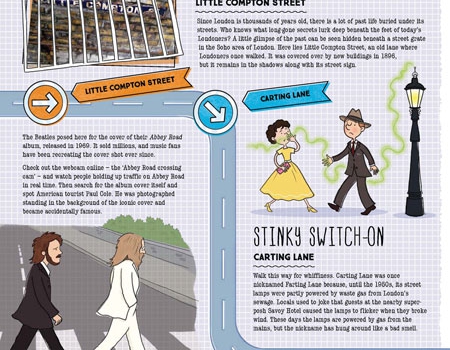 LITTLE COMPTON STREET
Since London is thousands of years old, there is a lot of past life buried under its
streets. Who knows what long-gone secrets lurk deep beneath the feet of today's
Londoners? A little glimpse of the past can be seen hidden beneath a street grate
in the Soho area of London. Here lies Little Compton Street, an old lane where
Londoners once walked. It was covered over by new buildings in 1896,
but it remains in the shadows along with its street sign.
LITTLE COMPTON STREET
CARTING LANE
The Beatles posed here for the cover of their Abbey Road
album, released in 1969. It sold millions, and music fans
have been recreating the cover shot ever since.
Check out the webcam online – the 'Abbey Road crossing
cam' – and watch people holding up traffic on Abbey Road
in real time. Then search for the album cover itself and
spot American tourist Paul Cole. He was photographed
standing in the background of the iconic cover and
became accidentally famous.
STINKY SWITCH-ON
CARTING LANE
Walk this way for whiffiness. Carting Lane was once
nicknamed Farting Lane because, until the 1950s, its street
lamps were partly powered by waste gas from London's
sewage. Locals used to joke that guests at the nearby super-
posh Savoy Hotel caused the lamps to flicker when they broke
wind. These days the lamps are powered by gas from the
mains, but the nickname has hung around like a bad smell.